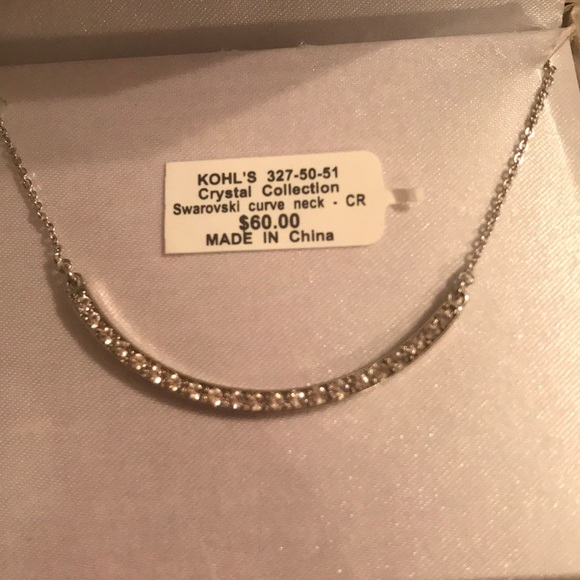 KOHL'S 327-50-51
Crystal Collection
Swarovski curve neck - CR
$60.00
MADE IN China